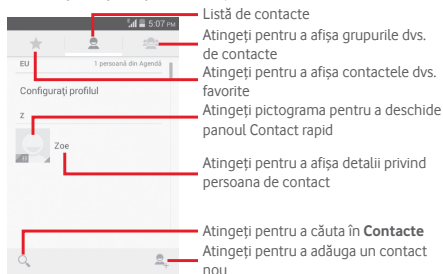 5:07 PM
EU 1 persoană din Agendă
Configurați profilul
Z
Zoe
Listă de contacte
Atingeți pentru a afișa grupurile dvs.
de contacte
Atingeți pentru a afișa contactele dvs.
favorite
Atingeți pictograma pentru a deschide
panoul Contact rapid
Atingeți pentru a afișa detalii privind
persoana de contact
Atingeți pentru a căuta în Contacte
Atingeți pentru a adăuga un contact
nou